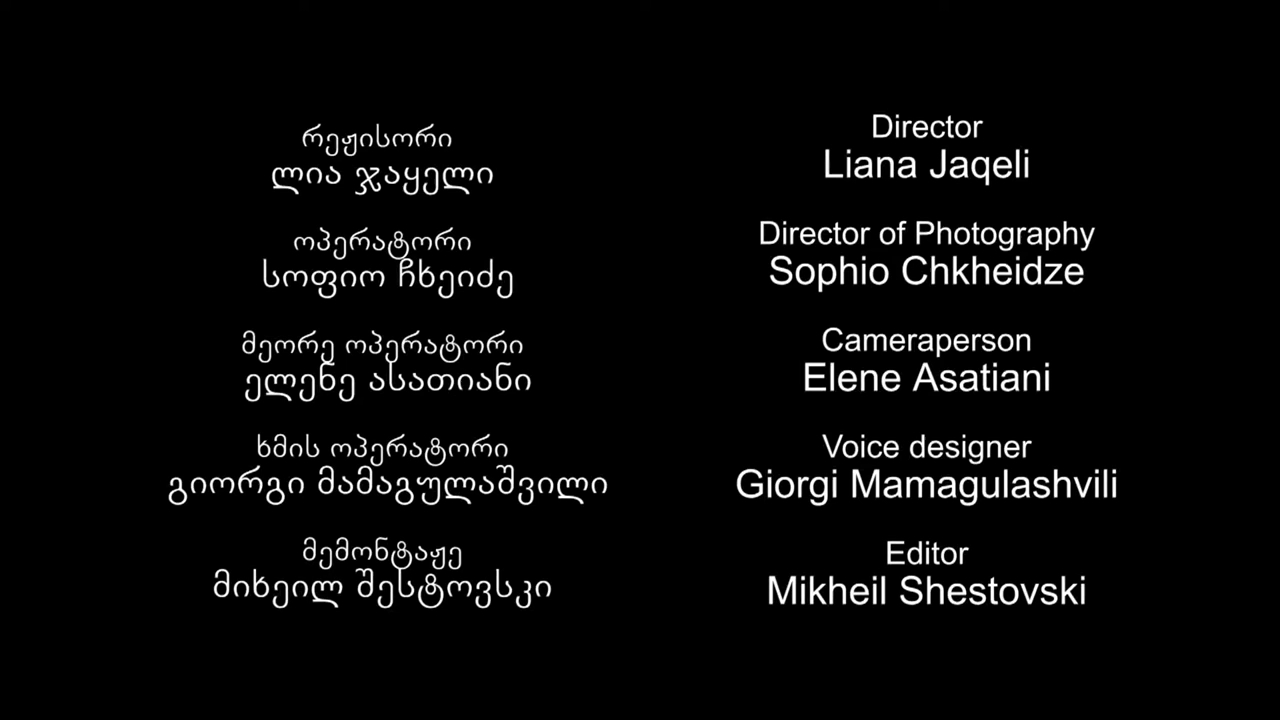 რეჟისორი
ლია ჯაყელი
ოპერატორი
სოფიო ჩხეიძე
მეორე ოპერატორი
ელენე ასათიანი
ხმის ოპერატორი
გიორგი მამაგულაშვილი
მემონტაჟე
მიხეილ შესტოვსკი
Director
Liana Jaqeli
Director of Photography
Sophio Chkheidze
Cameraperson
Elene Asatiani
Voice designer
Giorgi Mamagulashvili
Editor
Mikheil Shestovski